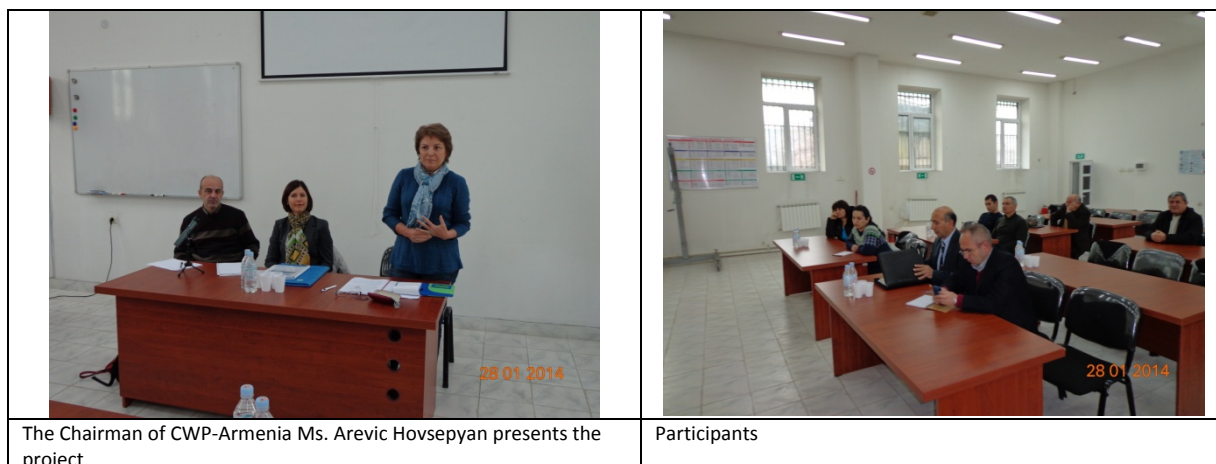 28 01 2014
28 01 2014
The Chairman of CWP-Armenia Ms. Arevic Hovsepyan presents the
project
Participants